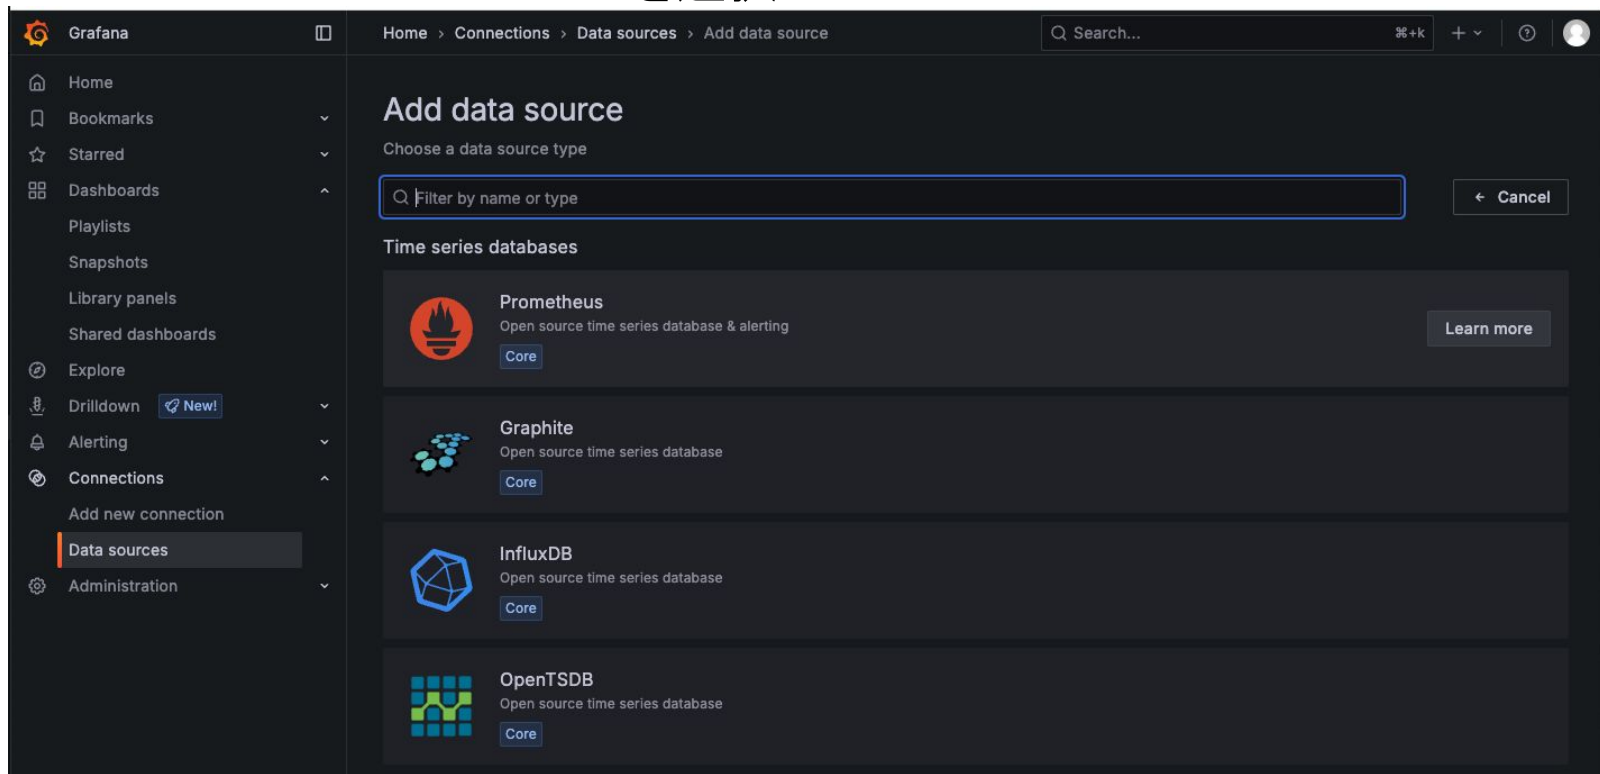 Grafana
Home › Connections › Data sources › Add data source
Search...
⌘+k
Home
Bookmarks
Starred
Dashboards
Playlists
Snapshots
Library panels
Shared dashboards
Explore
Drilldown New!
Alerting
Connections
Add new connection
Data sources
Administration
Add data source
Choose a data source type
Filter by name or type
← Cancel
Time series databases
Prometheus
Open source time series database & alerting
Core
Learn more
Graphite
Open source time series database
Core
InfluxDB
Open source time series database
Core
OpenTSDB
Open source time series database
Core